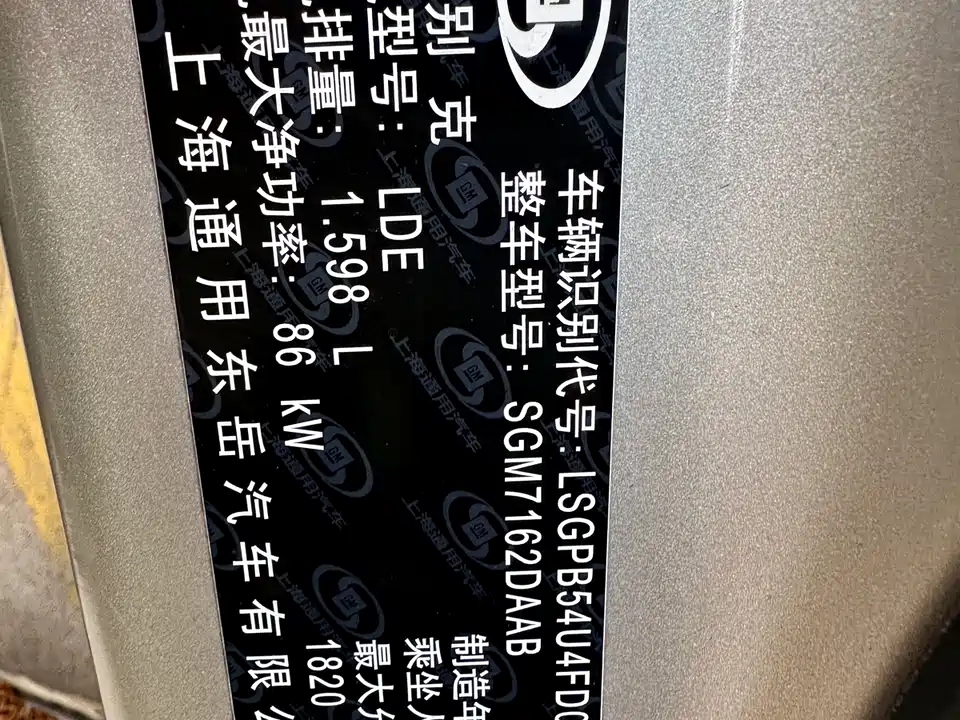 车辆识别代号:LSGPB54U4FD
整车型号: SGM7162DAAB
别 克 制造年
型号: LDE 乘坐人
排量: 1.598 L 最大允
最大净功率: 86 kW 1820
上海通用东岳汽车有限公